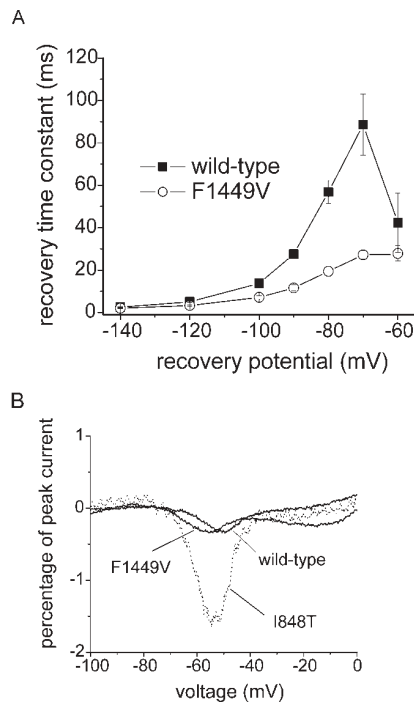 A
recovery time constant (ms)
120
100
80
60
40
20
0
wild-type
F1449V
-140 -120 -100 -80 -60
recovery potential (mV)
B
percentage of peak current
1
0
-1
-2
F1449V
wild-type
I848T
-100 -80 -60 -40 -20 0
voltage (mV)